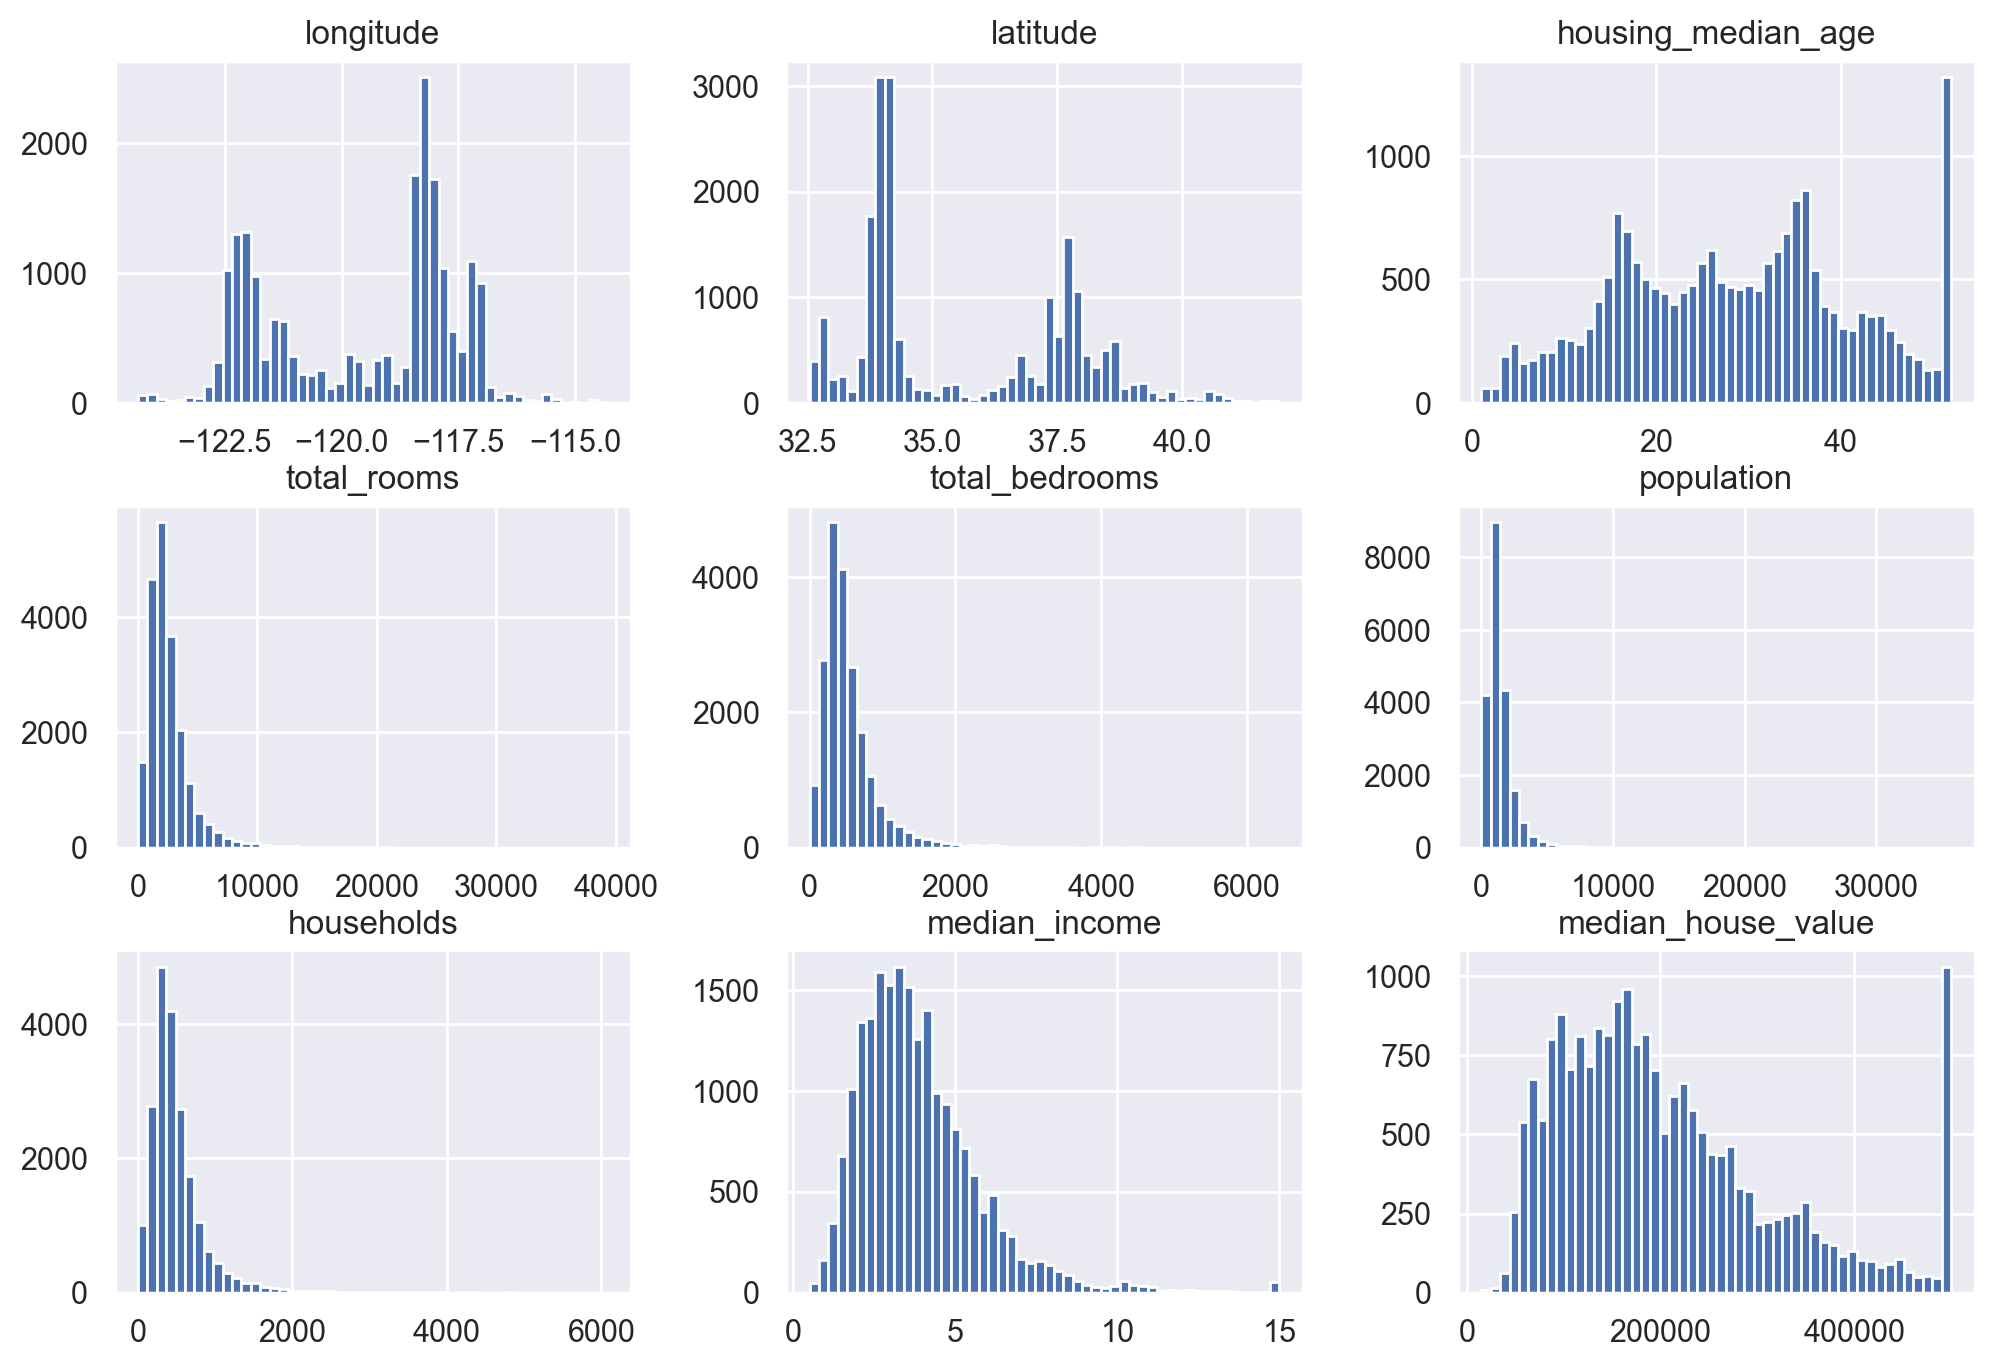 longitude
latitude
housing_median_age
2000
1000
0
−122.5 −120.0 −117.5 −115.0
3000
2000
1000
0
32.5 35.0 37.5 40.0
1000
500
0
0 20 40
total_rooms
total_bedrooms
population
4000
2000
0
0 10000 20000 30000 40000
4000
2000
0
0 2000 4000 6000
8000
6000
4000
2000
0
0 10000 20000 30000
households
median_income
median_house_value
4000
2000
0
0 2000 4000 6000
1500
1000
500
0
0 5 10 15
1000
750
500
250
0
0 200000 400000